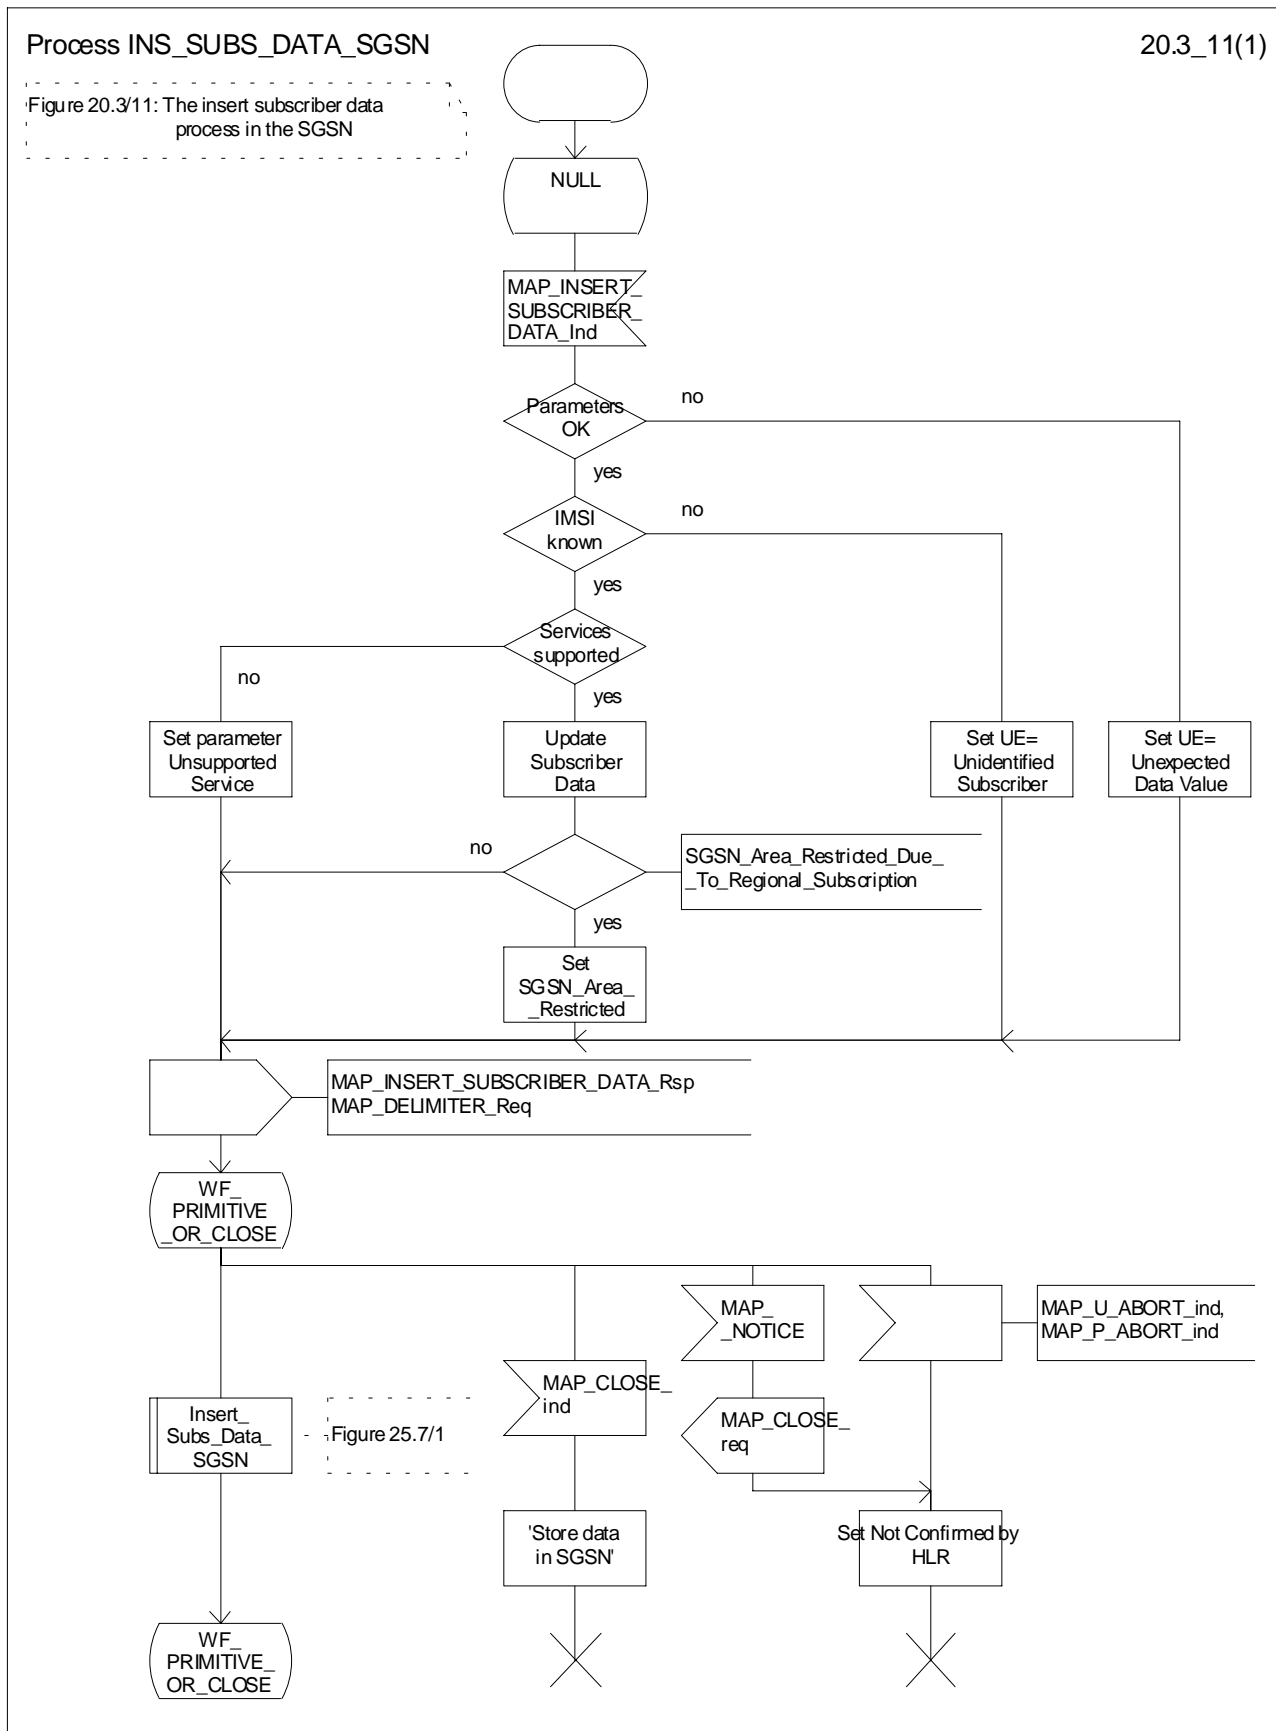 Process INS_SUBS_DATA_SGSN
20.3_11(1)
Figure 20.3/11: The insert subscriber data
process in the SGSN
NULL
MAP_INSERT_
SUBSCRIBER_
DATA_Ind
Parameters
OK
no
yes
IMSI
known
no
yes
Services
supported
no
yes
Set parameter
Unsupported
Service
Update
Subscriber
Data
Set UE=
Unidentified
Subscriber
Set UE=
Unexpected
Data Value
no
SGSN_Area_Restricted_Due_
_To_Regional_Subscription
yes
Set
SGSN_Area_
_Restricted
MAP_INSERT_SUBSCRIBER_DATA_Rsp
MAP_DELIMITER_Req
WF_
PRIMITIVE
_OR_CLOSE
MAP_
_NOTICE
MAP_U_ABORT_ind,
MAP_P_ABORT_ind
MAP_CLOSE_
ind
Insert_
Subs_Data_
SGSN
Figure 25.7/1
MAP_CLOSE_
req
'Store data
in SGSN'
Set Not Confirmed by
HLR
WF_
PRIMITIVE_
OR_CLOSE